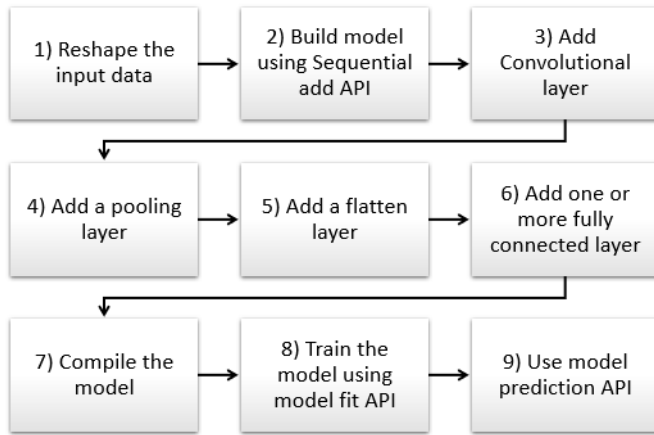 1) Reshape the
input data
2) Build model
using Sequential
add API
3) Add
Convolutional
layer
4) Add a pooling
layer
5) Add a flatten
layer
6) Add one or
more fully
connected layer
7) Compile the
model
8) Train the
model using
model fit API
9) Use model
prediction API